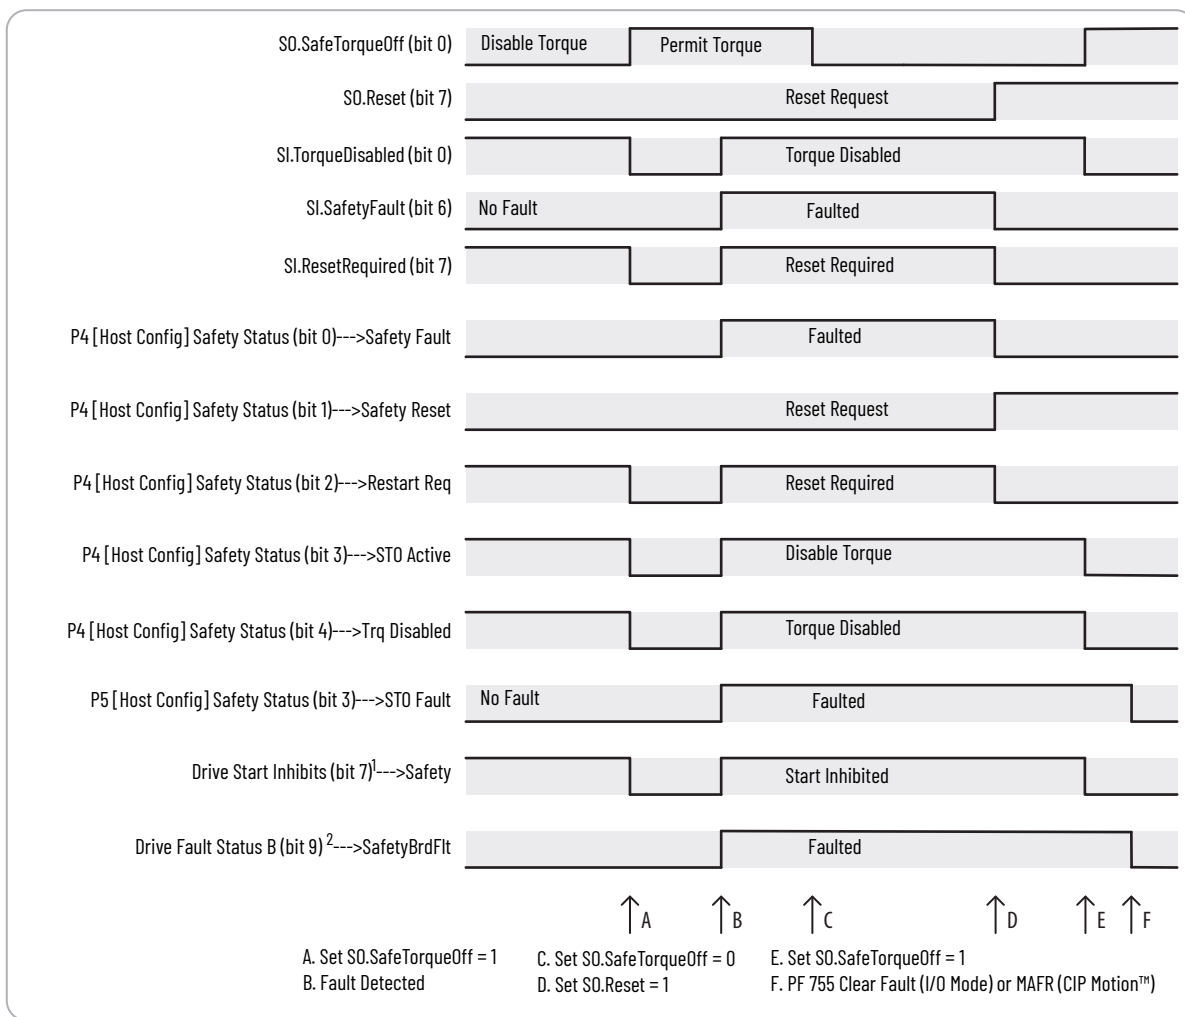 SO.SafeTorqueOff (bit 0) Disable Torque Permit Torque
SO.Reset (bit 7) Reset Request
SI.TorqueDisabled (bit 0) Torque Disabled
SI.SafetyFault (bit 6) No Fault Faulted
SI.ResetRequired (bit 7) Reset Required
P4 [Host Config] Safety Status (bit 0)--->Safety Fault Faulted
P4 [Host Config] Safety Status (bit 1)--->Safety Reset Reset Request
P4 [Host Config] Safety Status (bit 2)--->Restart Req Reset Required
P4 [Host Config] Safety Status (bit 3)--->STO Active Disable Torque
P4 [Host Config] Safety Status (bit 4)--->Trq Disabled Torque Disabled
P5 [Host Config] Safety Status (bit 3)--->STO Fault No Fault Faulted
Drive Start Inhibits (bit 7)1--->Safety Start Inhibited
Drive Fault Status B (bit 9) 2--->SafetyBrdFlt Faulted
A B C D E F
A. Set SO.SafeTorqueOff = 1
B. Fault Detected
C. Set SO.SafeTorqueOff = 0
D. Set SO.Reset = 1
E. Set SO.SafeTorqueOff = 1
F. PF 755 Clear Fault (I/O Mode) or MAFR (CIP Motion™)